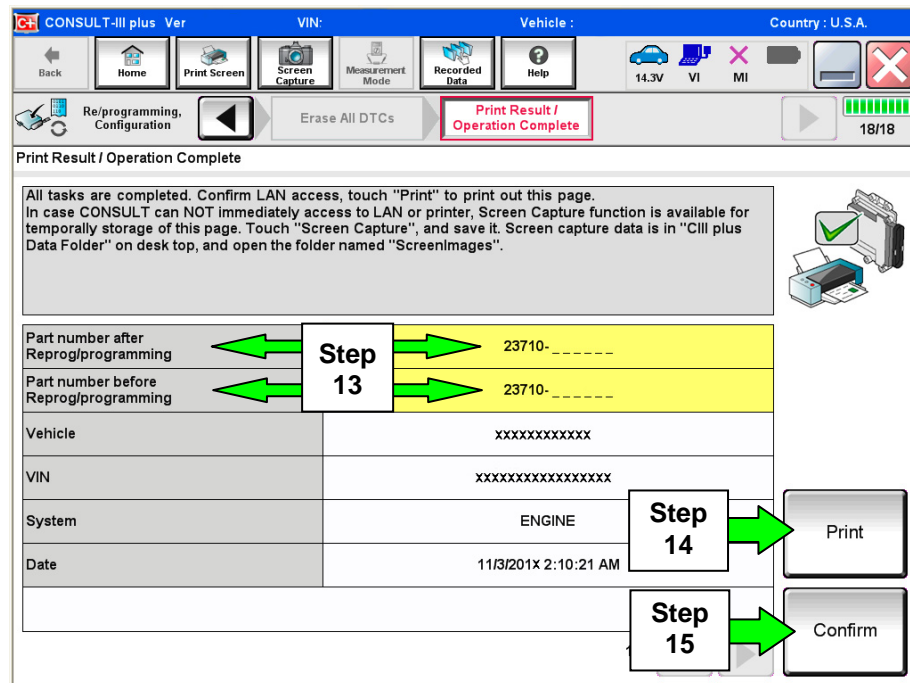 C+ CONSULT-III plus Ver VIN: Vehicle : Country : U.S.A.
Back Home Print Screen Screen Capture Measurement Mode Recorded Data Help 14.3V VI MI
Re/programming, Configuration Erase All DTCs Print Result / Operation Complete 18/18
Print Result / Operation Complete
All tasks are completed. Confirm LAN access, touch "Print" to print out this page.
In case CONSULT can NOT immediately access to LAN or printer, Screen Capture function is available for
temporally storage of this page. Touch "Screen Capture", and save it. Screen capture data is in "CIII plus
Data Folder" on desk top, and open the folder named "ScreenImages".
Part number after
Reprog/programming
23710-______
Step
13
Part number before
Reprog/programming
23710-______
Vehicle xxxxxxxxxxxx
VIN xxxxxxxxxxxxxxxxx
System ENGINE
Step
14
Print
Date 11/3/201x 2:10:21 AM
Step
15
Confirm